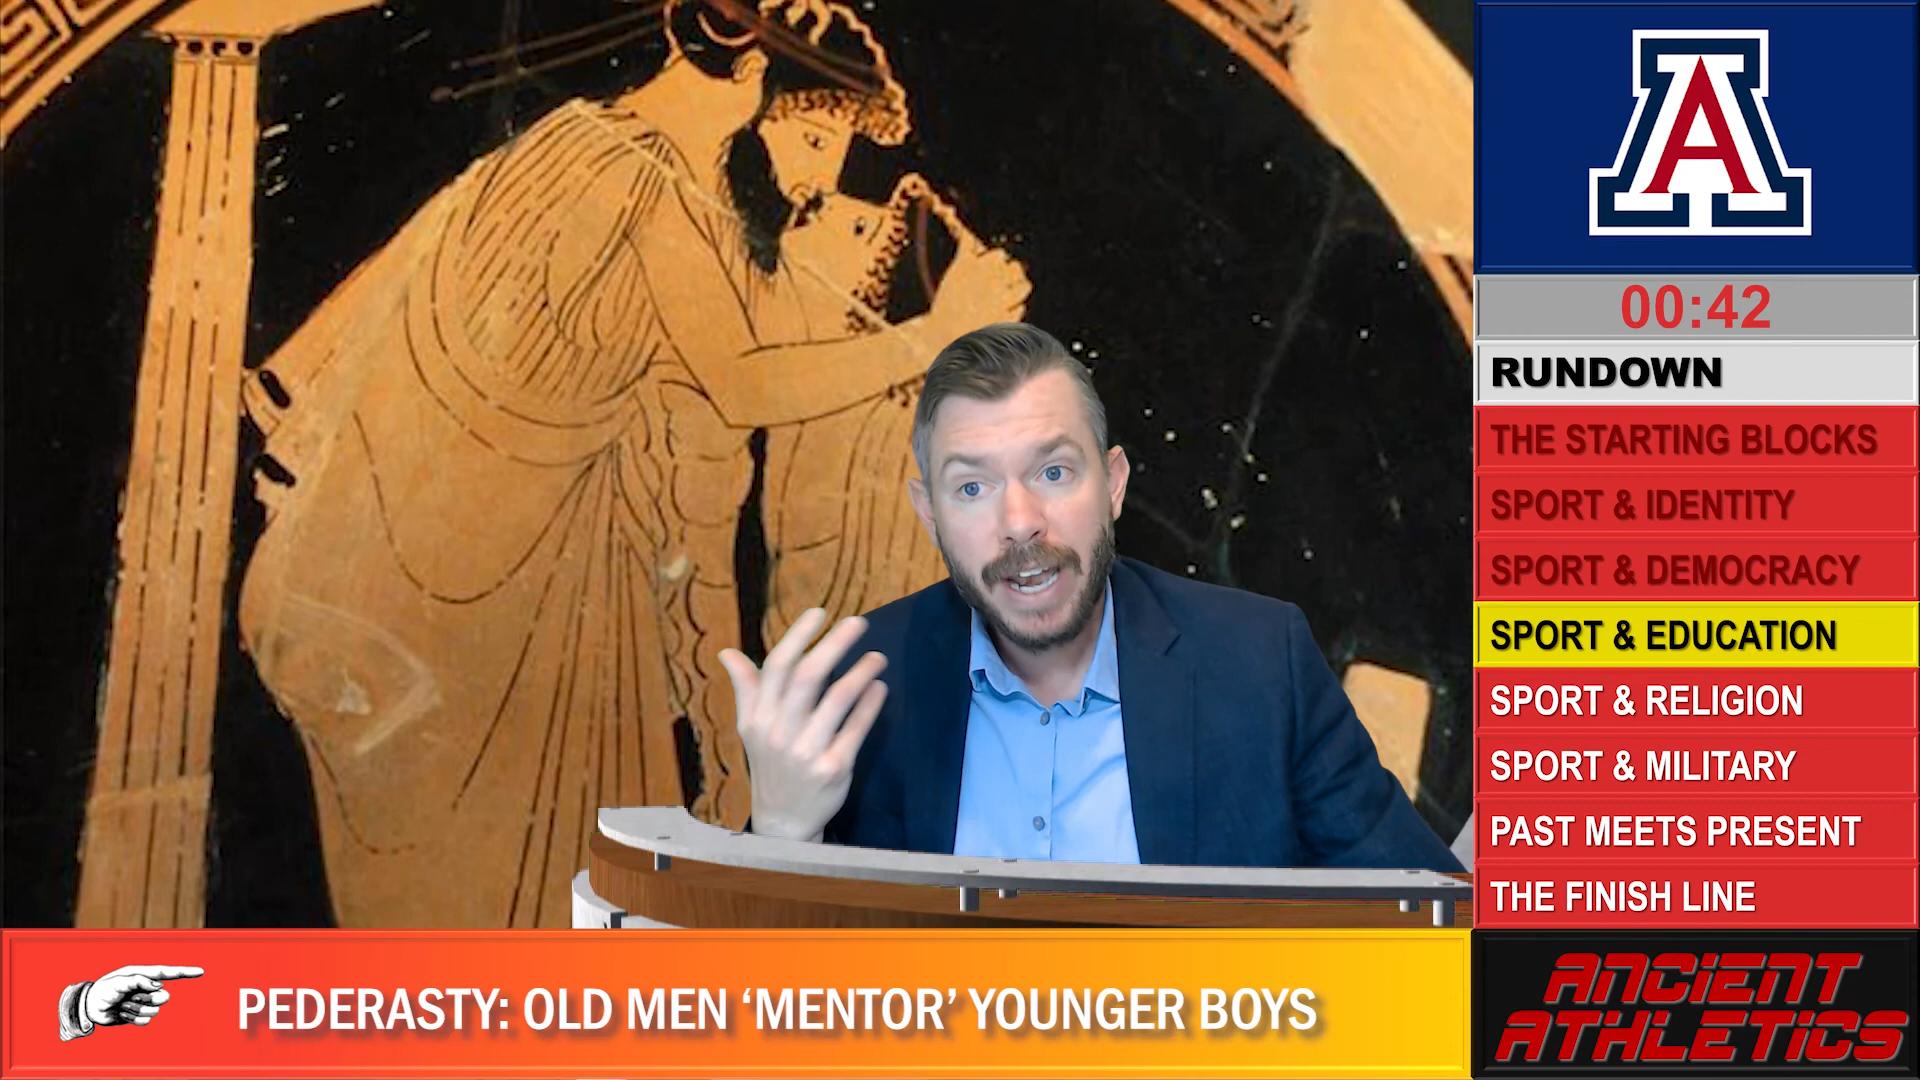 A
00:42
RUNDOWN
THE STARTING BLOCKS
SPORT & IDENTITY
SPORT & DEMOCRACY
SPORT & EDUCATION
SPORT & RELIGION
SPORT & MILITARY
PAST MEETS PRESENT
THE FINISH LINE
PEDERASTY: OLD MEN ‘MENTOR’ YOUNGER BOYS
ANCIENT
ATHLETICS